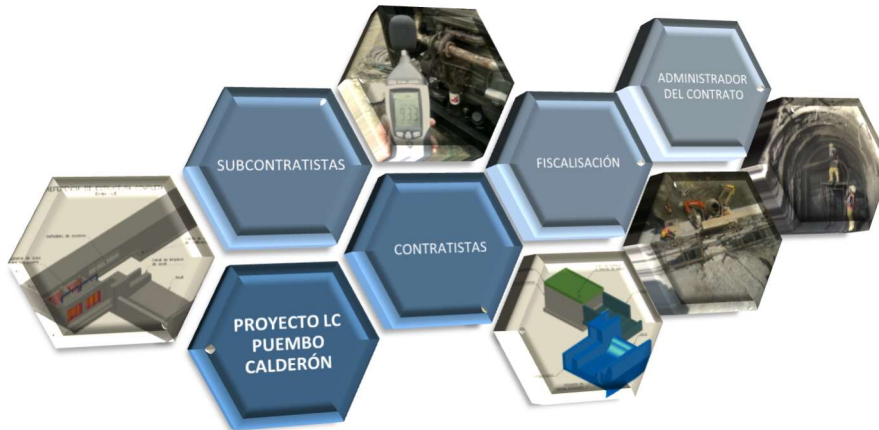 ADMINISTRADOR
DEL CONTRATO
SUBCONTRATISTAS
FISCALISACIÓN
CONTRATISTAS
PROYECTO LC
PUEMBO
CALDERÓN